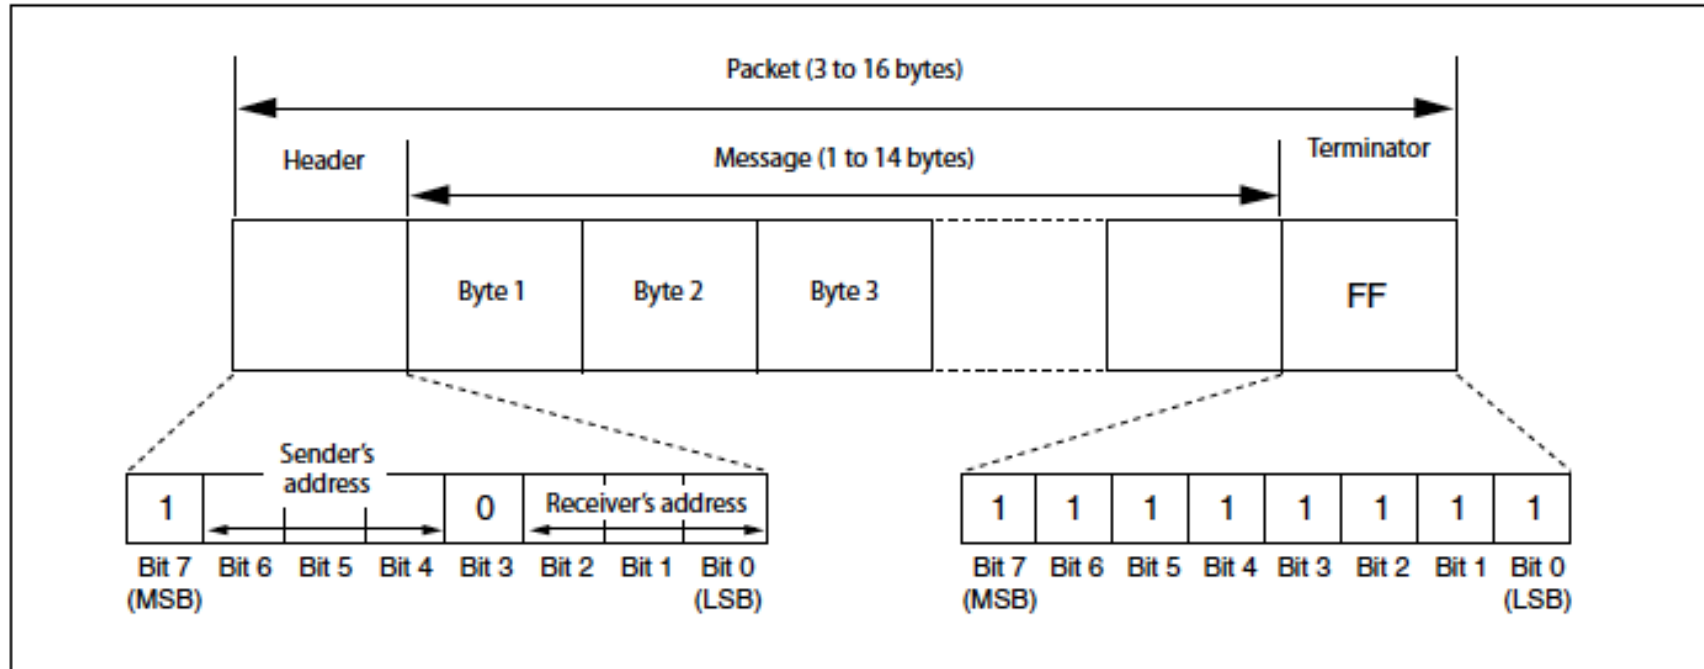 Packet (3 to 16 bytes)
Header
Message (1 to 14 bytes)
Terminator
Byte 1
Byte 2
Byte 3
FF
Sender's
address
1
0
Receiver's address
Bit 7 Bit 6 Bit 5 Bit 4 Bit 3 Bit 2 Bit 1 Bit 0
(MSB) (LSB)
1 1 1 1 1 1 1 1
Bit 7 Bit 6 Bit 5 Bit 4 Bit 3 Bit 2 Bit 1 Bit 0
(MSB) (LSB)